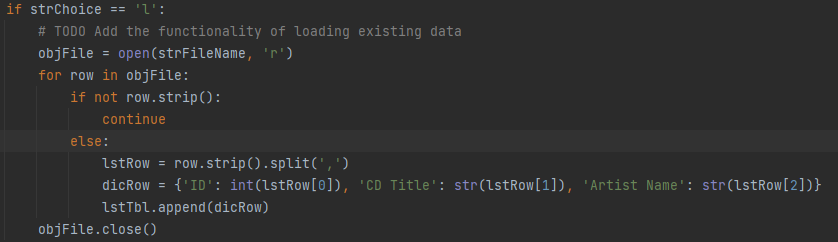 if strChoice == 'l':
    # TODO Add the functionality of loading existing data
    objFile = open(strFileName, 'r')
    for row in objFile:
        if not row.strip():
            continue
        else:
            lstRow = row.strip().split(',')
            dicRow = {'ID': int(lstRow[0]), 'CD Title': str(lstRow[1]), 'Artist Name': str(lstRow[2])}
            lstTbl.append(dicRow)
    objFile.close()